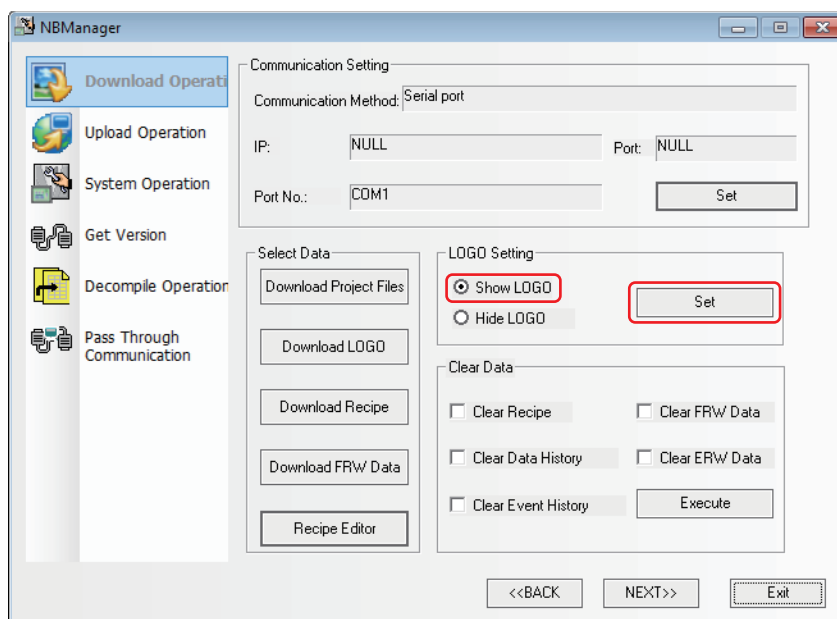 NBManager
Download Operati
Upload Operation
System Operation
Get Version
Decompile Operation
Pass Through
Communication
Communication Setting
Communication Method: Serial port
IP: NULL Port: NULL
Port No.: COM1 Set
Select Data
Download Project Files
Download LOGO
Download Recipe
Download FRW Data
Recipe Editor
LOGO Setting
Show LOGO
Hide LOGO
Set
Clear Data
Clear Recipe Clear FRW Data
Clear Data History Clear ERW Data
Clear Event History Execute
<<BACK NEXT>> Exit